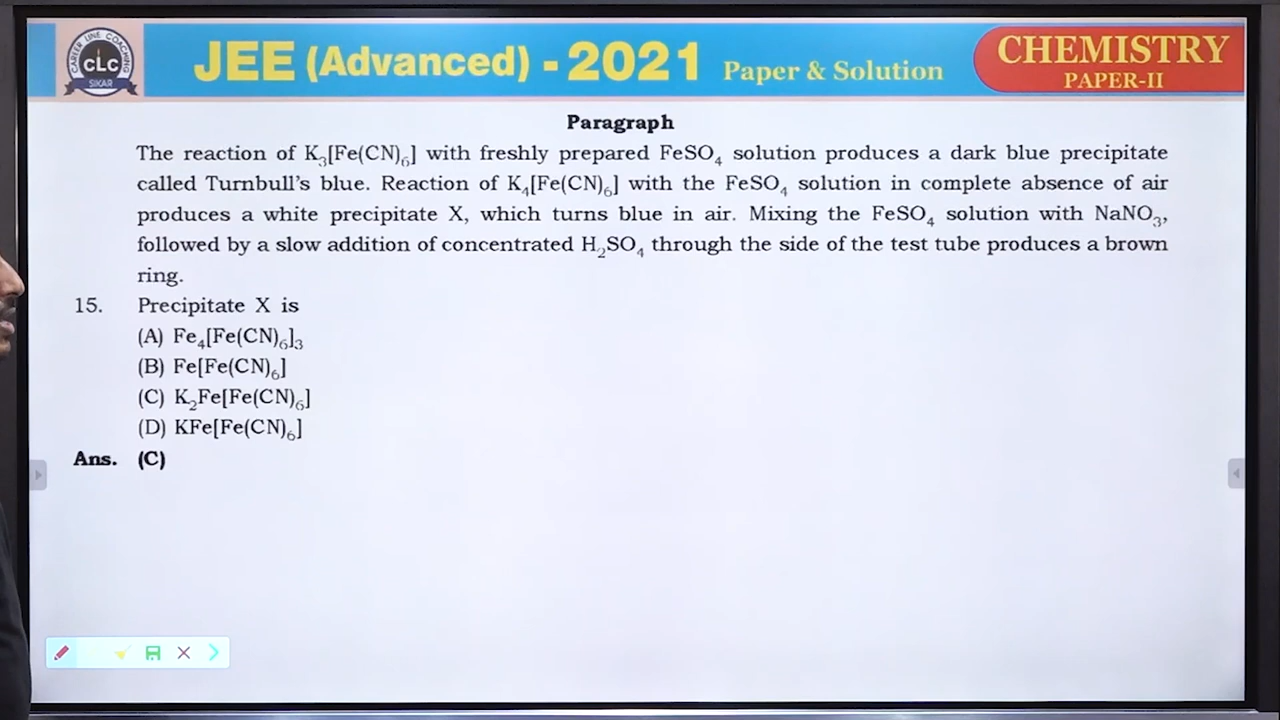 CAREER LINE COACHING
CLC
SIKAR
JEE (Advanced) - 2021 Paper & Solution
CHEMISTRY
PAPER-II
Paragraph
The reaction of K₃[Fe(CN)₆] with freshly prepared FeSO₄ solution produces a dark blue precipitate
called Turnbull's blue. Reaction of K₄[Fe(CN)₆] with the FeSO₄ solution in complete absence of air
produces a white precipitate X, which turns blue in air. Mixing the FeSO₄ solution with NaNO₃,
followed by a slow addition of concentrated H₂SO₄ through the side of the test tube produces a brown
ring.
15. Precipitate X is
(A) Fe₄[Fe(CN)₆]₃
(B) Fe[Fe(CN)₆]
(C) K₂Fe[Fe(CN)₆]
(D) KFe[Fe(CN)₆]
Ans. (C)